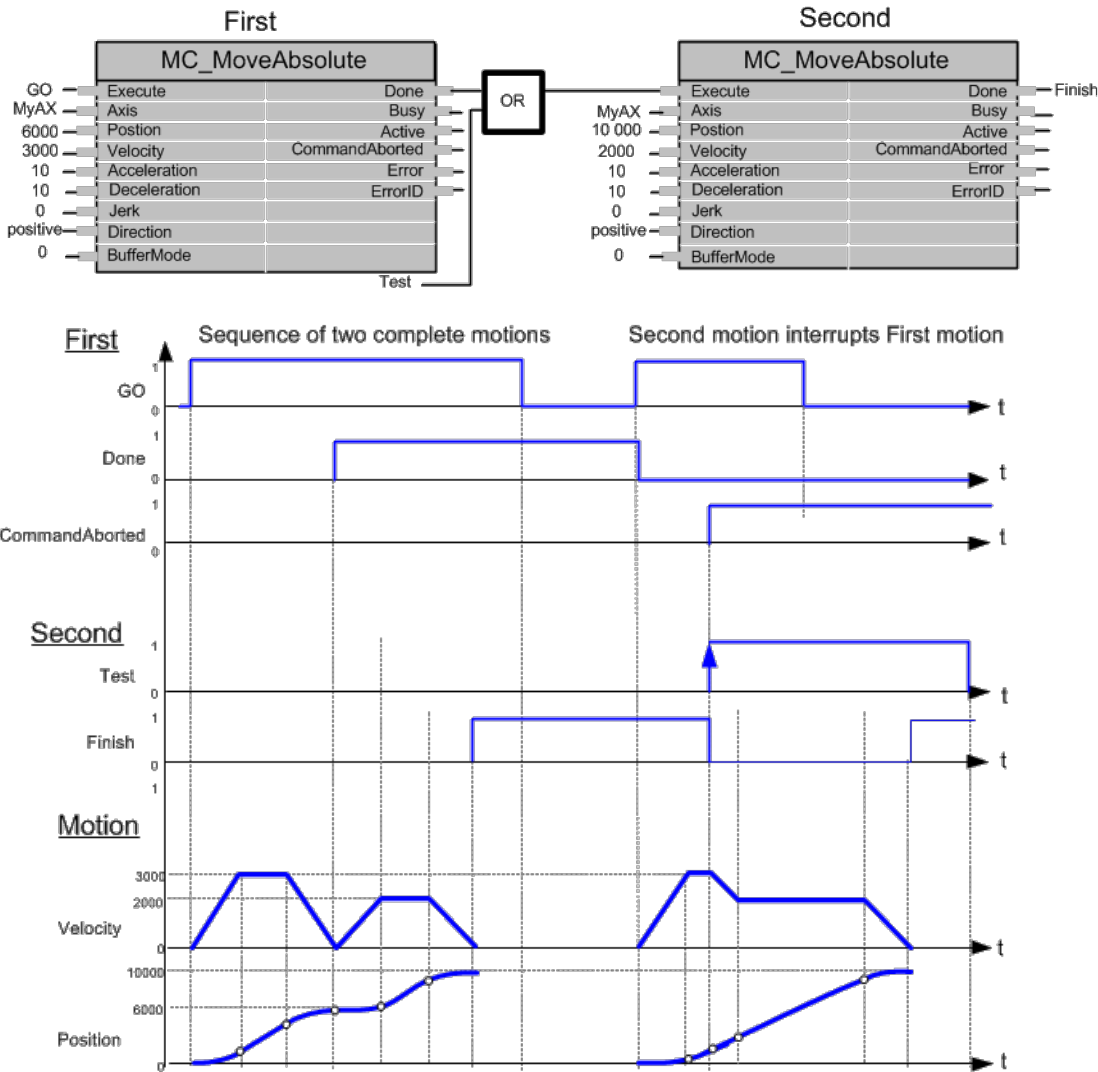 First Second
MC_MoveAbsolute MC_MoveAbsolute
GO Execute Done OR Execute Done Finish
MyAX Axis Busy MyAX Axis Busy
6000 Postion Active 10 000 Postion Active
3000 Velocity CommandAborted 2000 Velocity CommandAborted
10 Acceleration Error 10 Acceleration Error
10 Deceleration ErrorID 10 Deceleration ErrorID
0 Jerk 0 Jerk
positive Direction positive Direction
0 BufferMode 0 BufferMode
Test
First Sequence of two complete motions Second motion interrupts First motion
1
GO
0 t
1
Done
0 t
1
CommandAborted
0 t
Second
1
Test
0 t
1
Finish
0 t
1
Motion
3000
2000
Velocity
0 t
10000
6000
Position
0 t